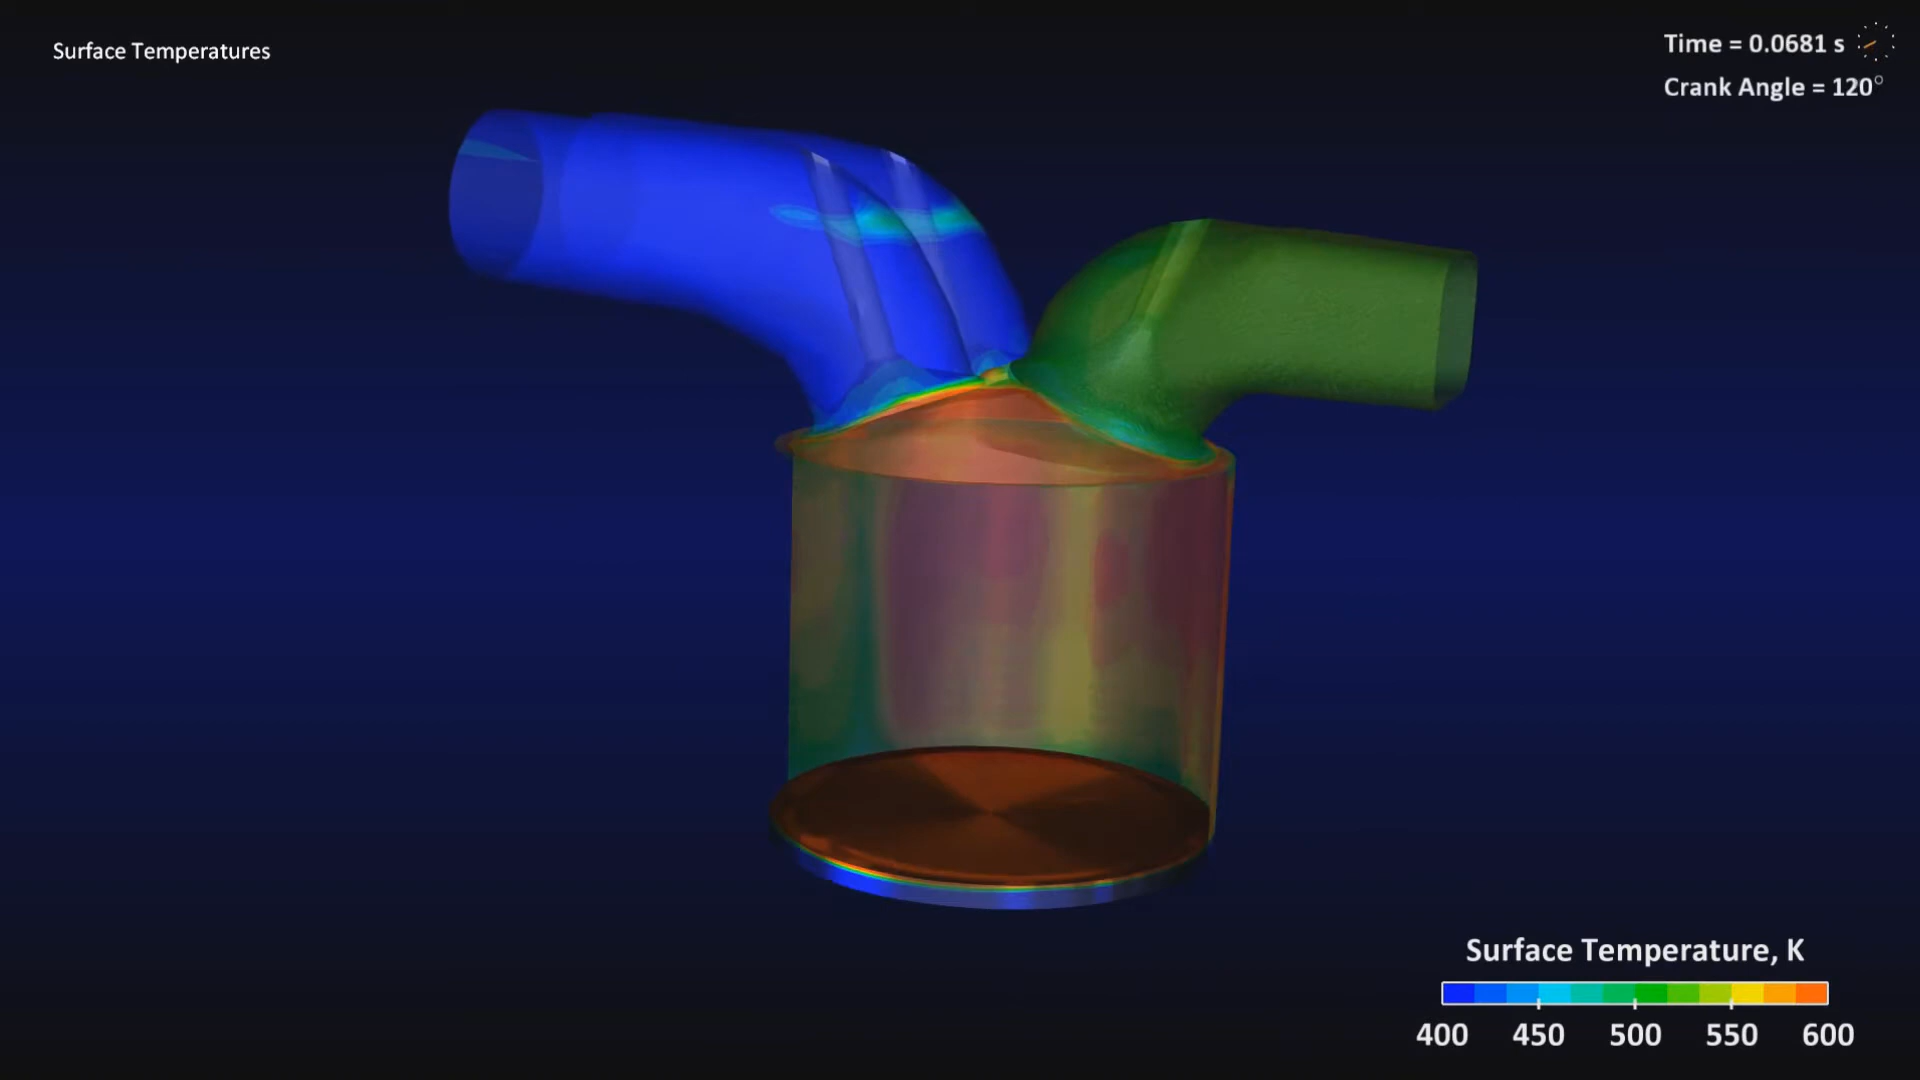 Surface Temperatures
Time = 0.0681 s
Crank Angle = 120°
Surface Temperature, K
400 450 500 550 600